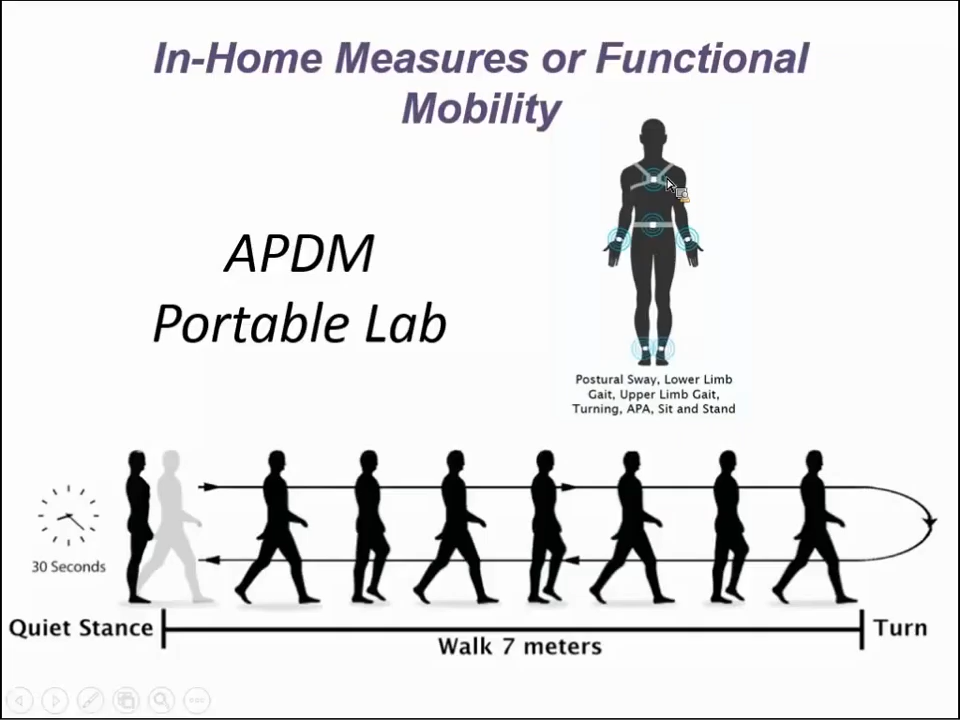 In-Home Measures or Functional
Mobility
APDM
Portable Lab
Postural Sway, Lower Limb
Gait, Upper Limb Gait,
Turning, APA, Sit and Stand
30 Seconds
Quiet Stance
Walk 7 meters
Turn